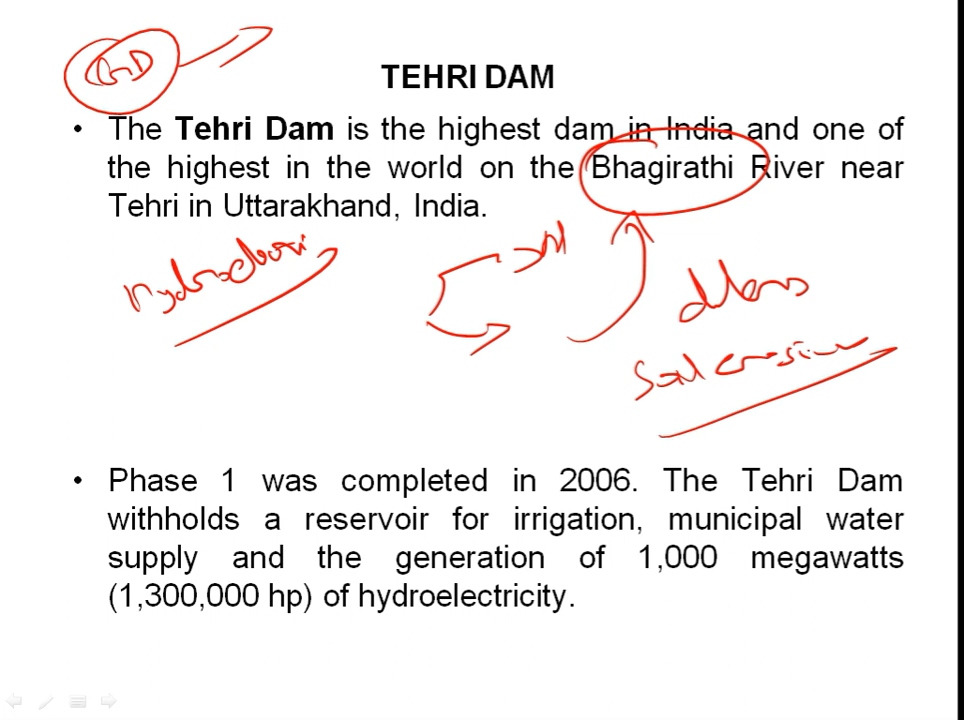 TEHRI DAM
• The Tehri Dam is the highest dam in India and one of
the highest in the world on the Bhagirathi River near
Tehri in Uttarakhand, India.
Soil erosion
• Phase 1 was completed in 2006. The Tehri Dam
withholds a reservoir for irrigation, municipal water
supply and the generation of 1,000 megawatts
(1,300,000 hp) of hydroelectricity.